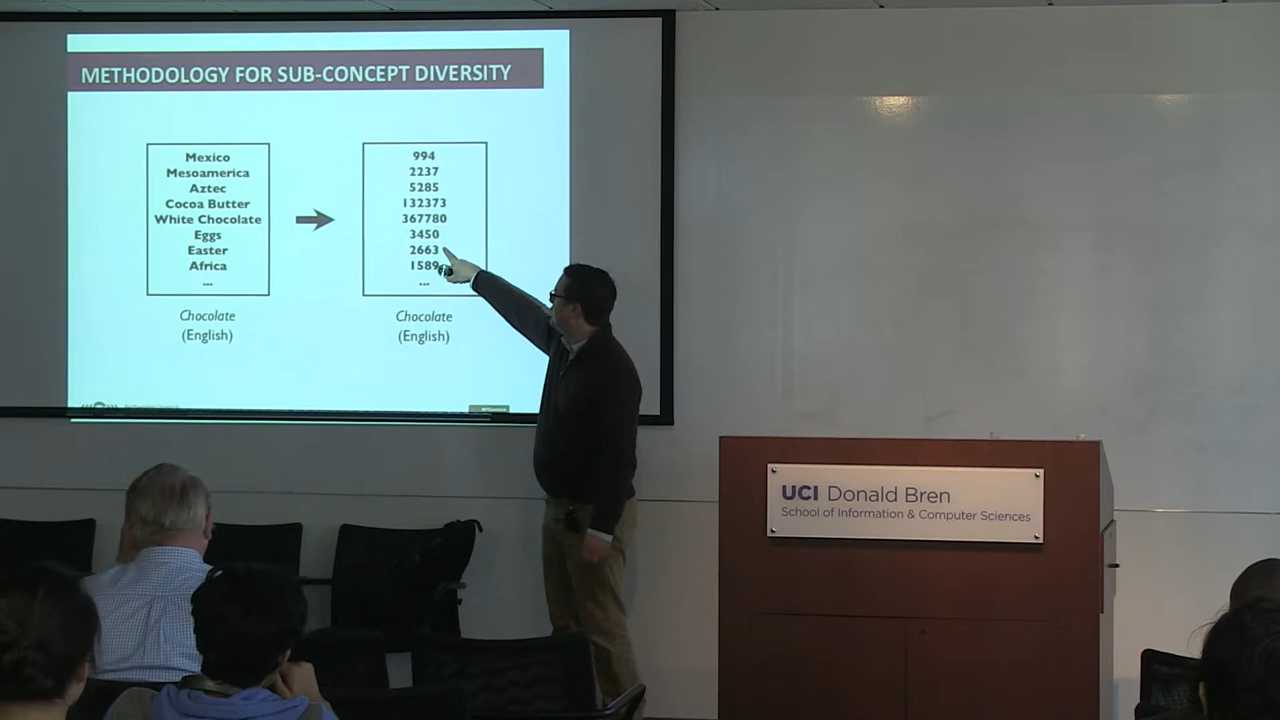 METHODOLOGY FOR SUB-CONCEPT DIVERSITY
Mexico
Mesoamerica
Aztec
Cocoa Butter
White Chocolate
Eggs
Easter
Africa
...
Chocolate
(English)
994
2237
5285
132373
367780
3450
2663
1589
...
Chocolate
(English)
UCI Donald Bren
School of Information & Computer Sciences